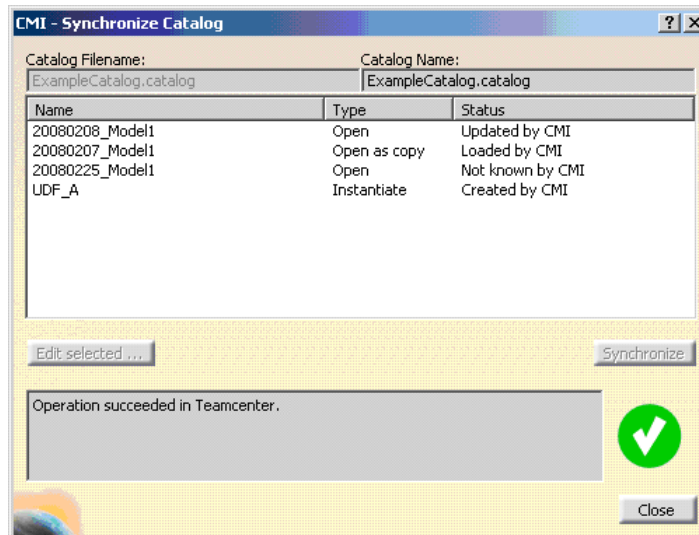 CMI - Synchronize Catalog
Catalog Filename: Catalog Name:
ExampleCatalog.catalog ExampleCatalog.catalog
Name Type Status
20080208_Model1 Open Updated by CMI
20080207_Model1 Open as copy Loaded by CMI
20080225_Model1 Open Not known by CMI
UDF_A Instantiate Created by CMI
Edit selected ... Synchronize
Operation succeeded in Teamcenter.
Close